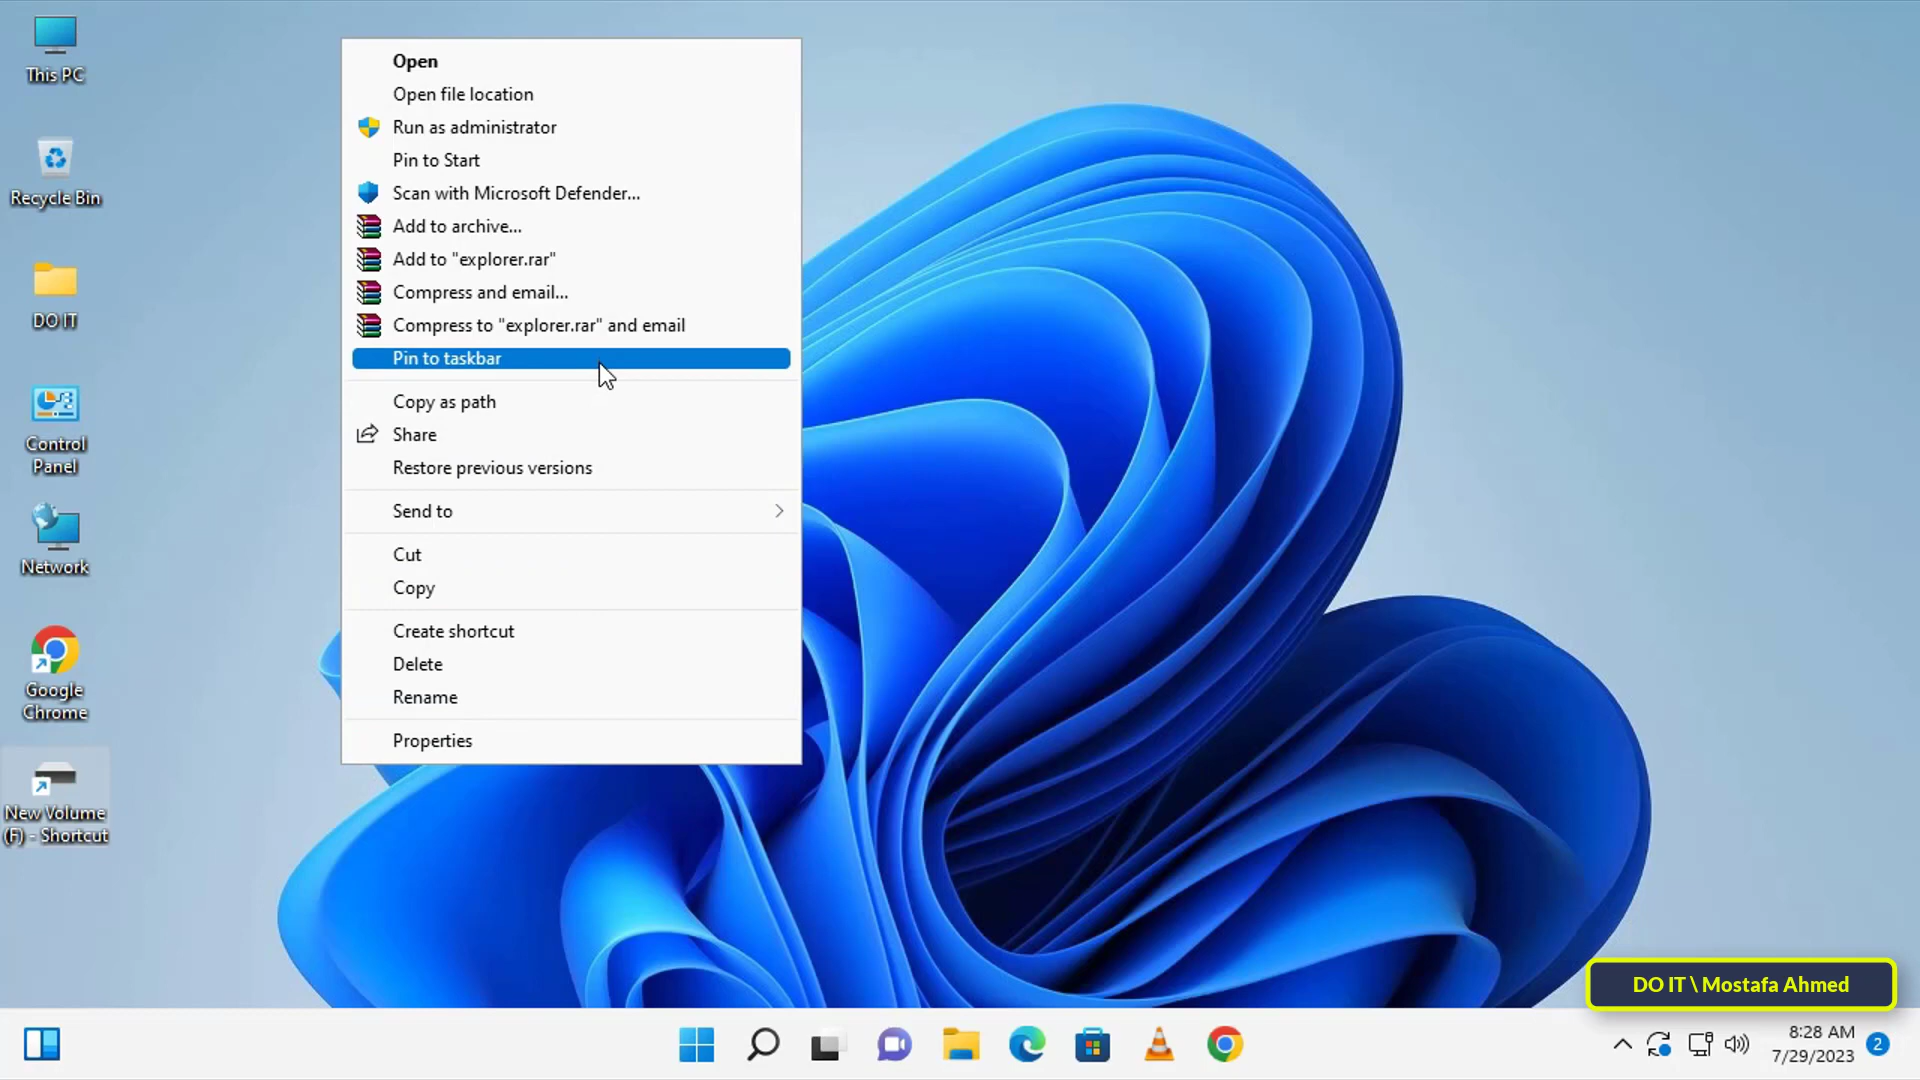 This PC
Recycle Bin
DO IT
Control
Panel
Network
Google
Chrome
New Volume
(F) - Shortcut
Open
Open file location
Run as administrator
Pin to Start
Scan with Microsoft Defender...
Add to archive...
Add to "explorer.rar"
Compress and email...
Compress to "explorer.rar" and email
Pin to taskbar
Copy as path
Share
Restore previous versions
Send to
Cut
Copy
Create shortcut
Delete
Rename
Properties
DO IT \ Mostafa Ahmed
8:28 AM
7/29/2023
2